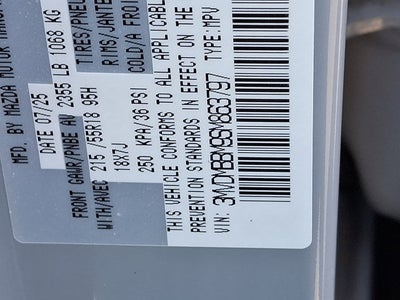 MFD. BY MAZDA MOTOR
DATE 07/25
FRONT GAWR/PNBE AV 2355 LB 1068 KG
WITH/AVEC 215 /55R18 95H TIRES/PNEU
18X7J RIMS/JANTE
250 KPA/36 PSI COLD/A FROI
THIS VEHICLE CONFORMS TO ALL APPLICABLE
PREVENTION STANDARDS IN EFFECT ON THE
VIN: 3MVDMBBM9SM863797 TYPE: MPV